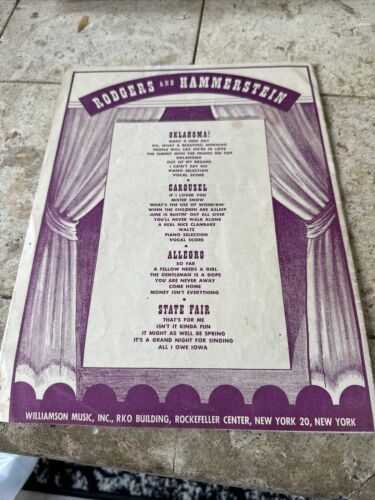 RODGERS AND HAMMERSTEIN
OKLAHOMA!
MANY A NEW DAY
OH, WHAT A BEAUTIFUL MORNING
PEOPLE WILL SAY WE'RE IN LOVE
THE SURREY WITH THE FRINGE ON TOP
OKLAHOMA
OUT OF MY DREAMS
I CAIN'T SAY NO
PIANO SELECTION
VOCAL SCORE
CAROUSEL
IF I LOVED YOU
MISTER SNOW
WHAT'S THE USE OF WOND'RIN'
WHEN THE CHILDREN ARE ASLEEP
JUNE IS BUSTIN' OUT ALL OVER
YOU'LL NEVER WALK ALONE
A REAL NICE CLAMBAKE
WALTZ
PIANO SELECTION
VOCAL SCORE
ALLEGRO
SO FAR
A FELLOW NEEDS A GIRL
THE GENTLEMAN IS A DOPE
YOU ARE NEVER AWAY
COME HOME
MONEY ISN'T EVERYTHING
STATE FAIR
THAT'S FOR ME
ISN'T IT KINDA FUN
IT MIGHT AS WELL BE SPRING
IT'S A GRAND NIGHT FOR SINGING
ALL I OWE IOWA
WILLIAMSON MUSIC, INC., RKO BUILDING, ROCKEFELLER CENTER, NEW YORK 20, NEW YORK